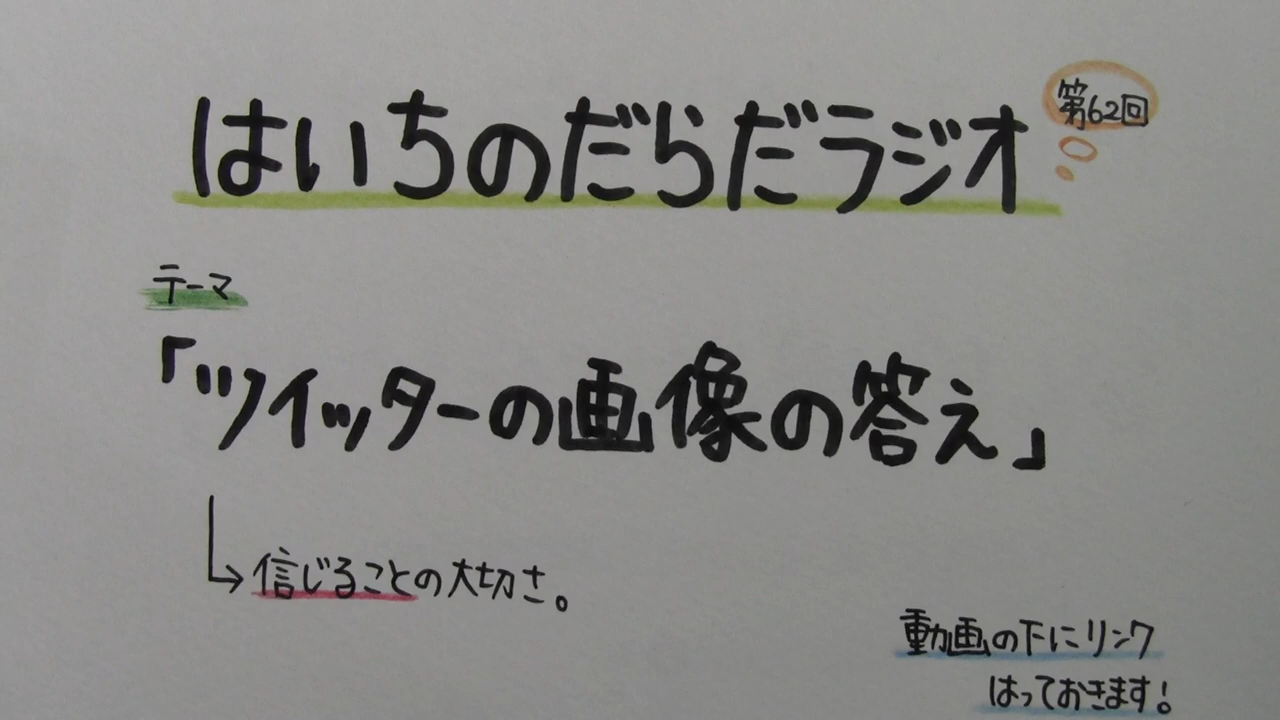 はいちのだらだラジオ
第62回
テーマ
「ツイッターの画像の答え」
信じることの大切さ。
動画の下にリンク
はっておきます!